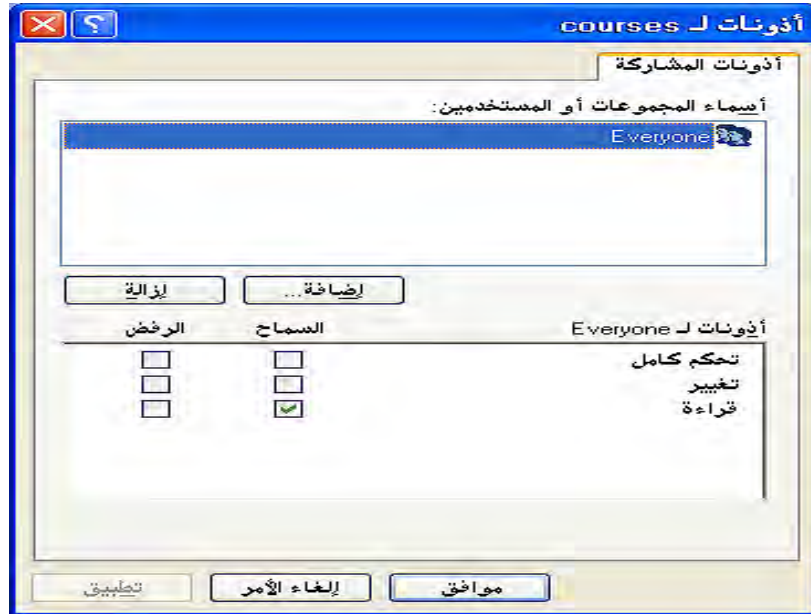 أذونات لـ courses
أذونات المشاركة
أسماء المجموعات أو المستخدمين:
Everyone
إضافة... إزالة
أذونات لـ Everyone السماح الرفض
تحكم كامل
تغيير
قراءة
موافق إلغاء الأمر تطبيق